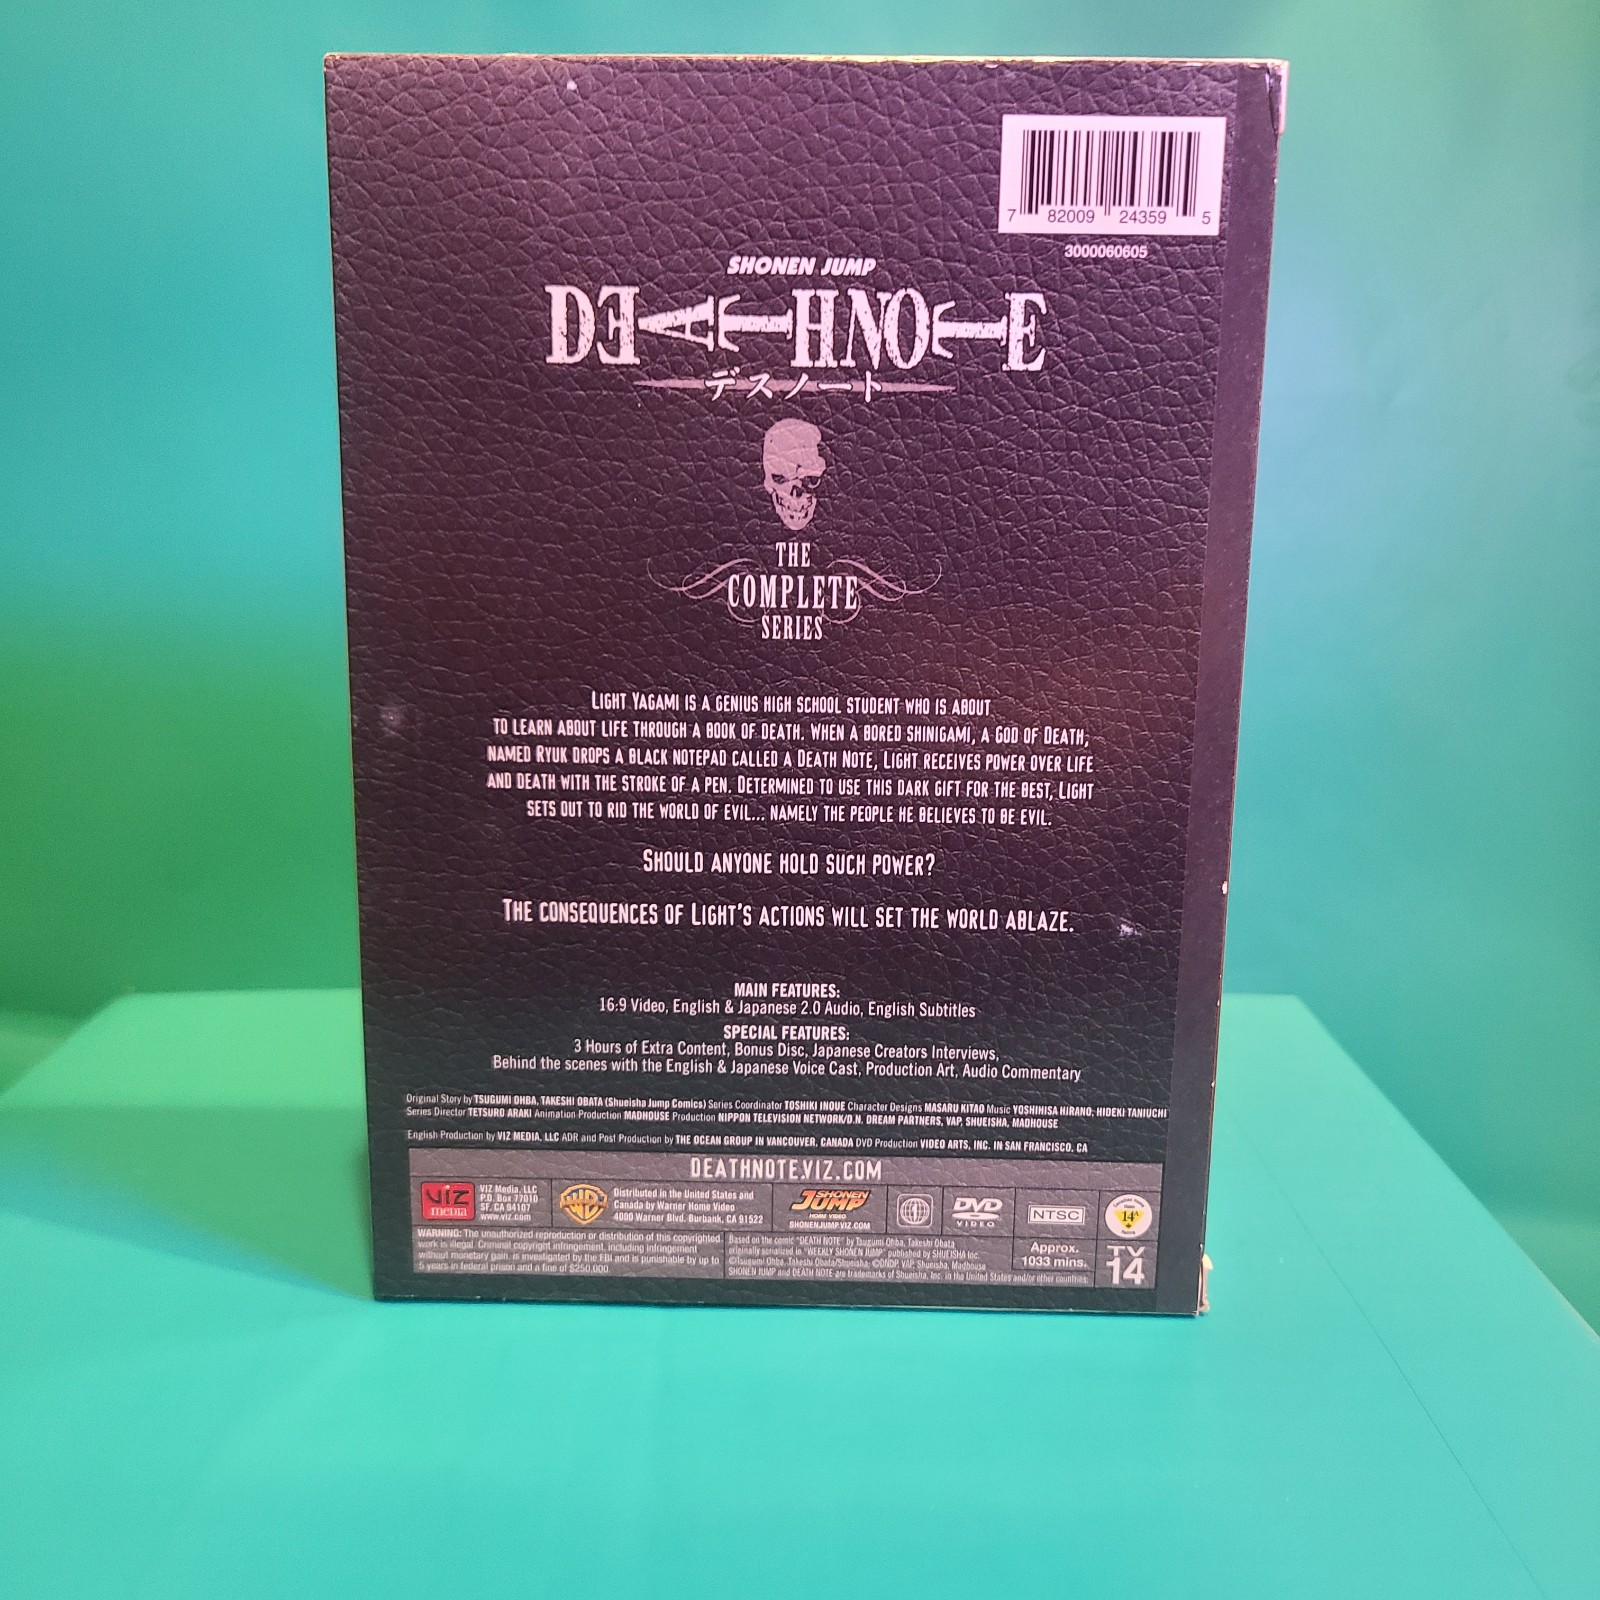 7 82009 24359 5
3000060605
SHONEN JUMP
DEATHNOTE
デスノート
THE
COMPLETE
SERIES
LIGHT YAGAMI IS A GENIUS HIGH SCHOOL STUDENT WHO IS ABOUT
TO LEARN ABOUT LIFE THROUGH A BOOK OF DEATH. WHEN A BORED SHINIGAMI, A GOD OF DEATH,
NAMED RYUK DROPS A BLACK NOTEPAD CALLED A DEATH NOTE, LIGHT RECEIVES POWER OVER LIFE
AND DEATH WITH THE STROKE OF A PEN. DETERMINED TO USE THIS DARK GIFT FOR THE BEST, LIGHT
SETS OUT TO RID THE WORLD OF EVIL... NAMELY THE PEOPLE HE BELIEVES TO BE EVIL.
SHOULD ANYONE HOLD SUCH POWER?
THE CONSEQUENCES OF LIGHT'S ACTIONS WILL SET THE WORLD ABLAZE.
MAIN FEATURES:
16:9 Video, English & Japanese 2.0 Audio, English Subtitles
SPECIAL FEATURES:
3 Hours of Extra Content, Bonus Disc, Japanese Creators Interviews,
Behind the scenes with the English & Japanese Voice Cast, Production Art, Audio Commentary
Original Story by TSUGUMI OHBA, TAKESHI OBATA (Shueisha Jump Comics) Series Coordinator TOSHIKI INOUE Character Designs MASARU KITAO Music YOSHIHISA HIRANO, HIDEKI TANIUCHI
Series Director TETSURO ARAKI Animation Production MADHOUSE Production NIPPON TELEVISION NETWORK/D.N. DREAM PARTNERS, VAP, SHUEISHA, MADHOUSE
English Production by VIZ MEDIA, LLC ADR and Post Production by THE OCEAN GROUP IN VANCOUVER, CANADA DVD Production VIDEO ARTS, INC. IN SAN FRANCISCO, CA
DEATHNOTE.VIZ.COM
VIZ media
VIZ Media, LLC
P.O. Box 77010
SF, CA 94107
www.viz.com
WB
Distributed in the United States and
Canada by Warner Home Video
4000 Warner Blvd. Burbank, CA 91522
SHONEN
JUMP
HOME VIDEO
SHONENJUMP.VIZ.COM
1
DVD
VIDEO
NTSC
14A
WARNING: The unauthorized reproduction or distribution of this copyrighted
work is illegal. Criminal copyright infringement, including infringement
without monetary gain, is investigated by the FBI and is punishable by up to
5 years in federal prison and a fine of $250,000.
Based on the comic "DEATH NOTE" by Tsugumi Ohba, Takeshi Obata
originally serialized in "WEEKLY SHONEN JUMP" published by SHUEISHA Inc.
©Tsugumi Ohba, Takeshi Obata/Shueisha. ©DNDP, VAP, Shueisha, Madhouse
SHONEN JUMP and DEATH NOTE are trademarks of Shueisha, Inc. in the United States and/or other countries.
Approx.
1033 mins.
TV
14